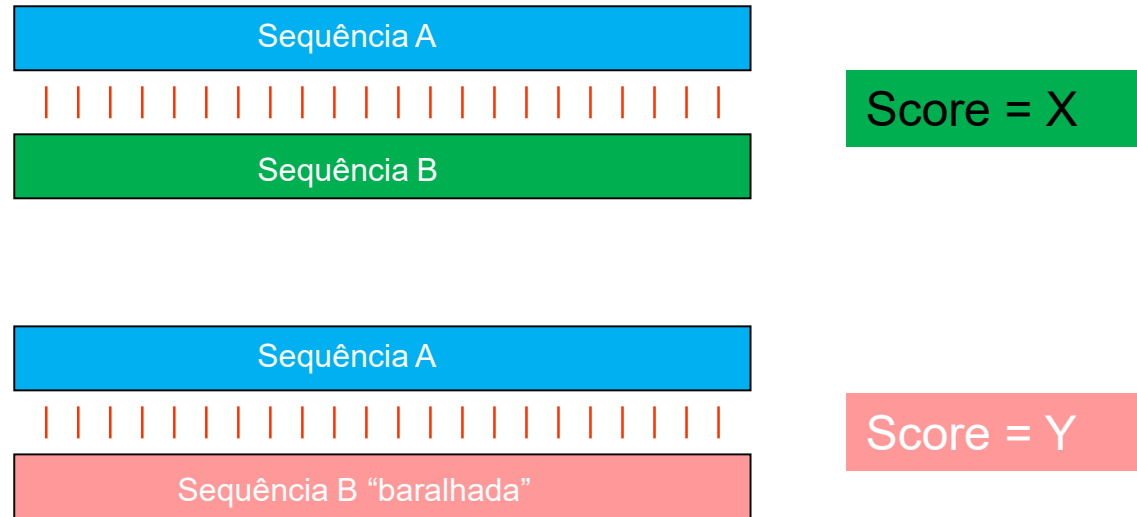 Sequência A
Score = X
Sequência B
Sequência A
Score = Y
Sequência B “baralhada”